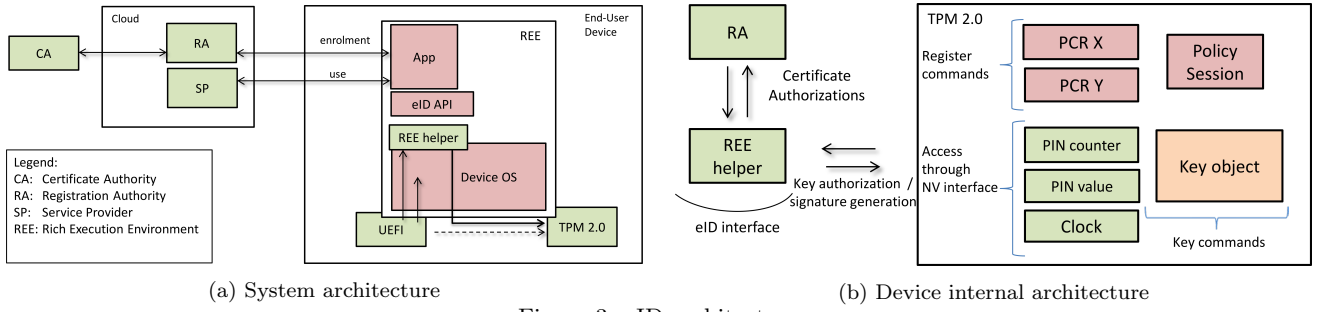 Cloud
CA
RA
SP
enrolment
use
End-User
Device
REE
App
eID API
REE helper
Device OS
UEFI
TPM 2.0
Legend:
CA: Certificate Authority
RA: Registration Authority
SP: Service Provider
REE: Rich Execution Environment
(a) System architecture
RA
Certificate
Authorizations
REE
helper
Key authorization /
signature generation
eID interface
TPM 2.0
Register
commands
PCR X
PCR Y
Policy
Session
Access
through
NV interface
PIN counter
PIN value
Clock
Key object
Key commands
(b) Device internal architecture